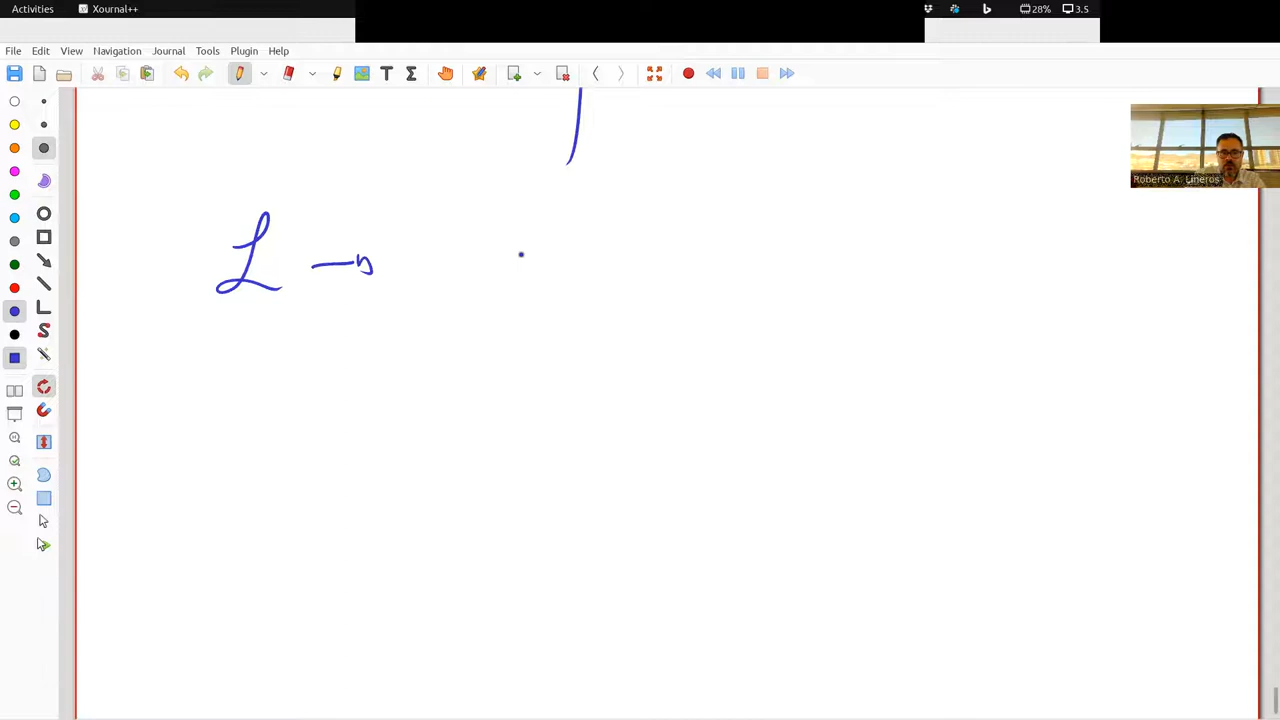 Activities Xournal++ 28% 3.5
File Edit View Navigation Journal Tools Plugin Help
Roberto A. Lineros
ℒ →